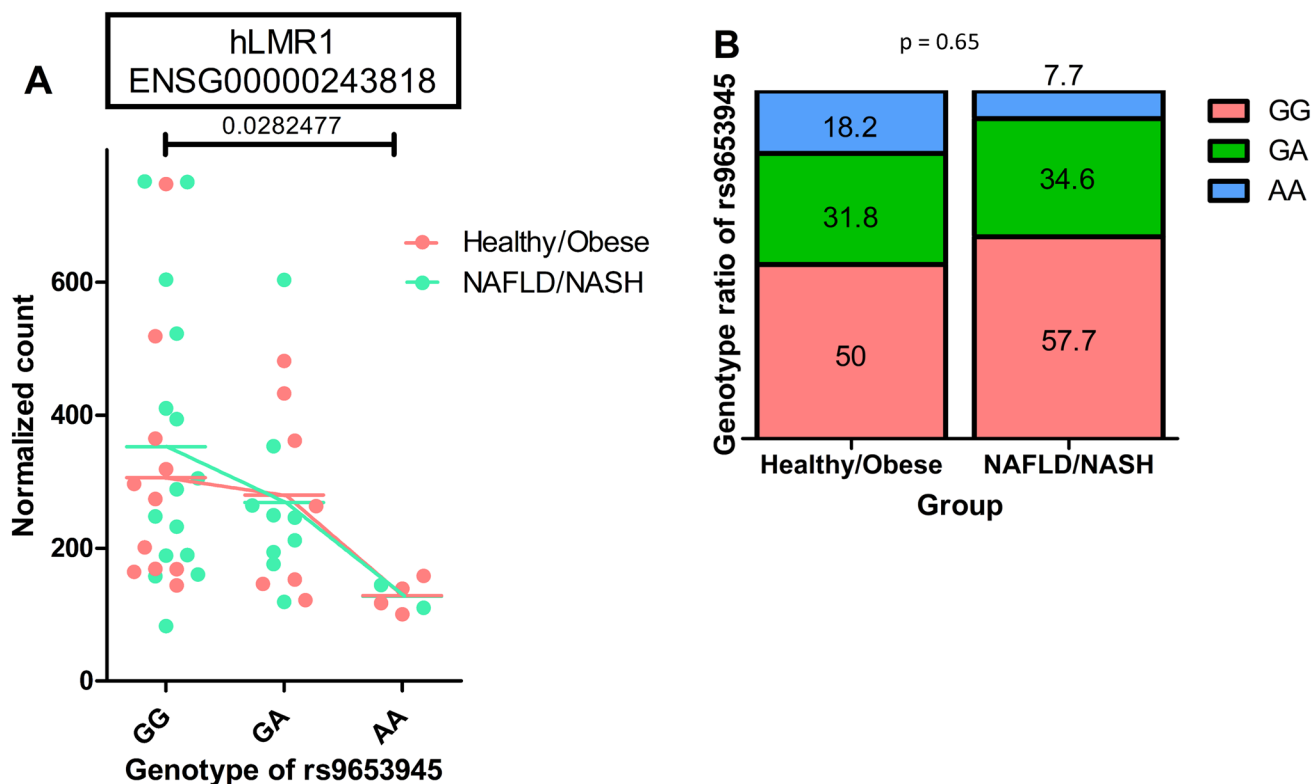 A
hLMR1
ENSG00000243818
0.0282477
Healthy/Obese
NAFLD/NASH
Normalized count
600
400
200
0
GG
GA
AA
Genotype of rs9653945
B
p = 0.65
7.7
18.2
34.6
31.8
57.7
50
GG
GA
AA
Genotype ratio of rs9653945
Healthy/Obese
NAFLD/NASH
Group